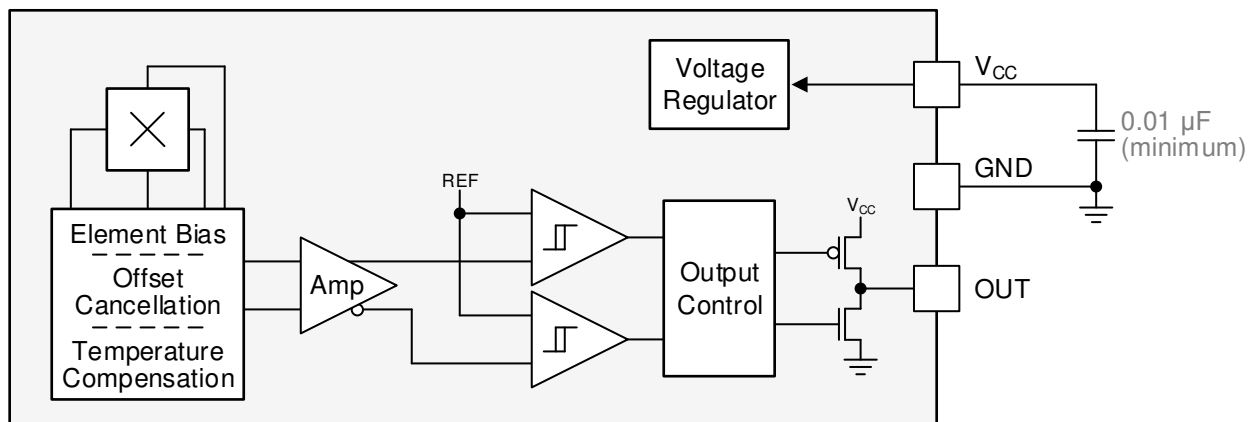 Voltage
Regulator
V_CC
0.01 µF
(minimum)
GND
REF
V_CC
Element Bias
Offset
Cancellation
Temperature
Compensation
Amp
Output
Control
OUT